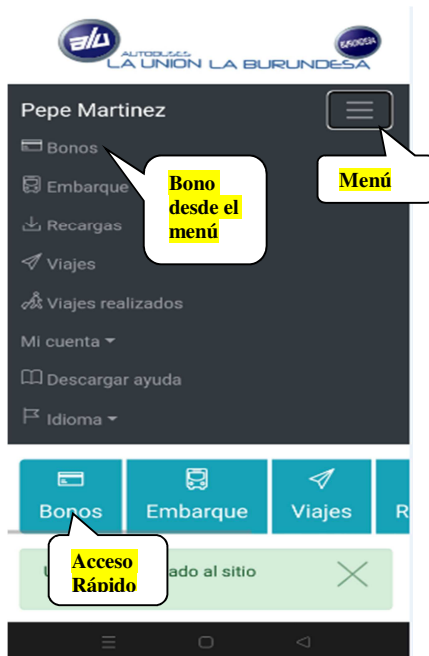 alu
BURUNDESA
AUTOBUSES
LA UNION LA BURUNDESA
Pepe Martinez
Bonos
Menú
Embarque
Bono
desde el
menú
Recargas
Viajes
Viajes realizados
Mi cuenta
Descargar ayuda
Idioma
Bonos
Embarque
Viajes
R
ado al sitio
Acceso
Rápido